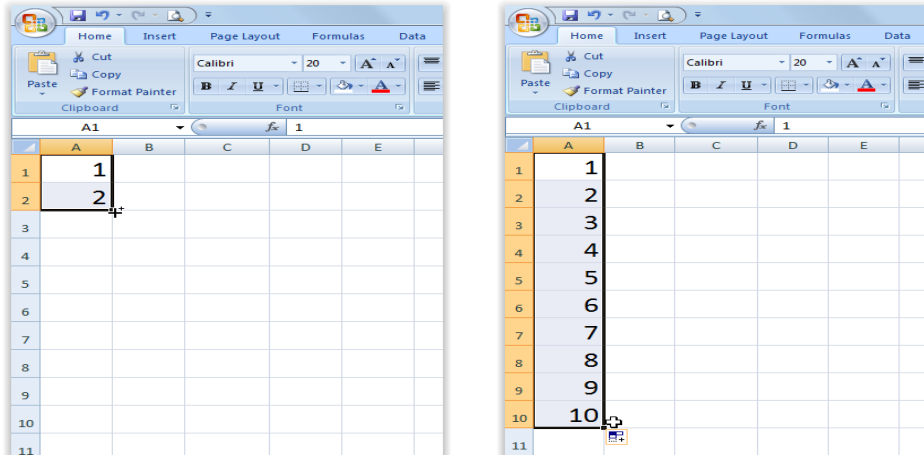 Home Insert Page Layout Formulas Data
Cut
Copy
Paste
Format Painter
Calibri 20 A A
B I U A
Clipboard Font
A1 fx 1
A B C D E
1 1
2 2
3
4
5
6
7
8
9
10
11
Home Insert Page Layout Formulas Data
Cut
Copy
Paste
Format Painter
Calibri 20 A A
B I U A
Clipboard Font
A1 fx 1
A B C D E
1 1
2 2
3 3
4 4
5 5
6 6
7 7
8 8
9 9
10 10
11